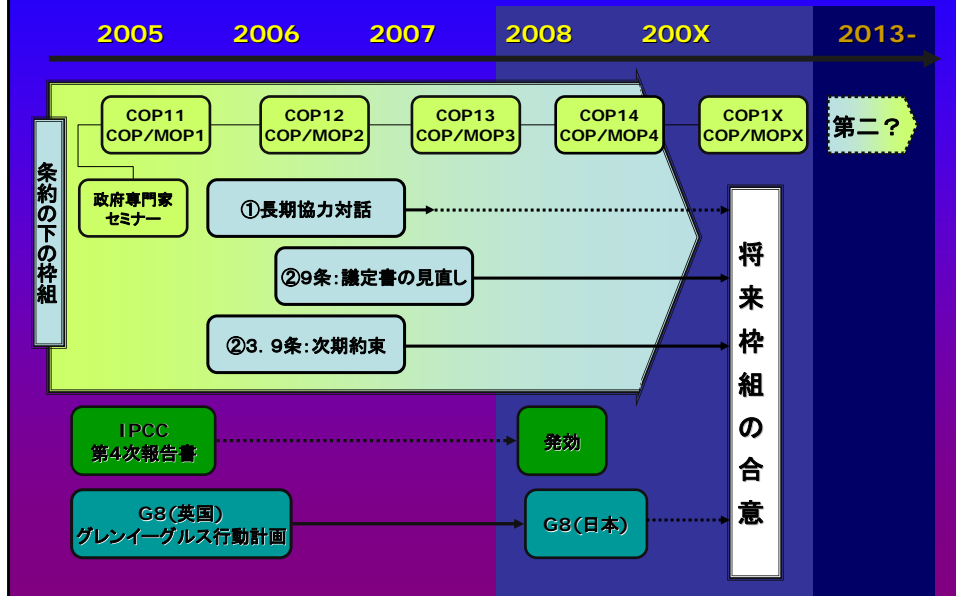 2005 2006 2007 2008 200X 2013-
COP11
COP/MOP1
COP12
COP/MOP2
COP13
COP/MOP3
COP14
COP/MOP4
COP1X
COP/MOPX
第二？
条約の下の枠組
政府専門家
セミナー
①長期協力対話
②9条：議定書の見直し
②3．9条：次期約束
将来枠組の合意
IPCC
第4次報告書
発効
G8(英国)
グレンイーグルス行動計画
G8(日本)